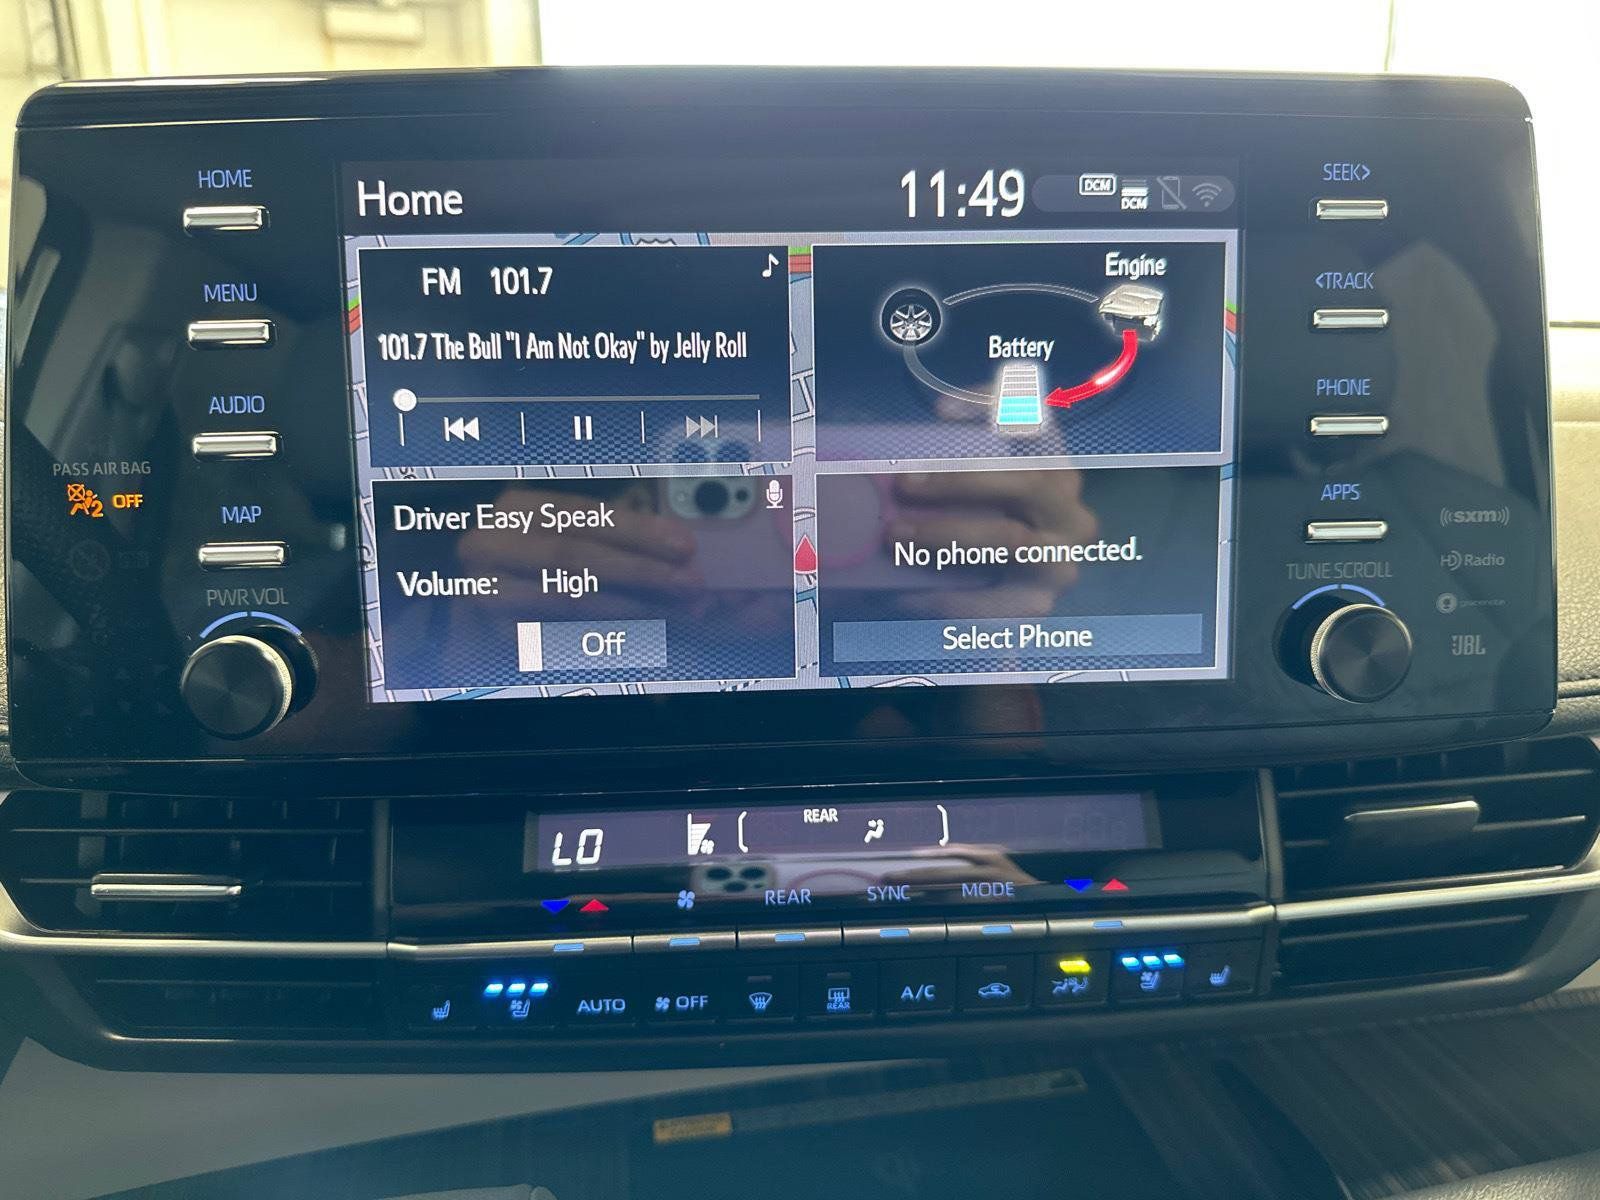 HOME
MENU
AUDIO
PASS AIR BAG
2 OFF
MAP
PWR VOL
Home
11:49
DCM
DCM
FM 101.7
101.7 The Bull "I Am Not Okay" by Jelly Roll
Engine
Battery
Driver Easy Speak
Volume: High
Off
No phone connected.
Select Phone
SEEK>
<TRACK
PHONE
APPS
TUNE SCROLL
((sxm))
HD Radio
gracenote
JBL
LO
REAR
REAR
SYNC
MODE
AUTO
OFF
REAR
A/C